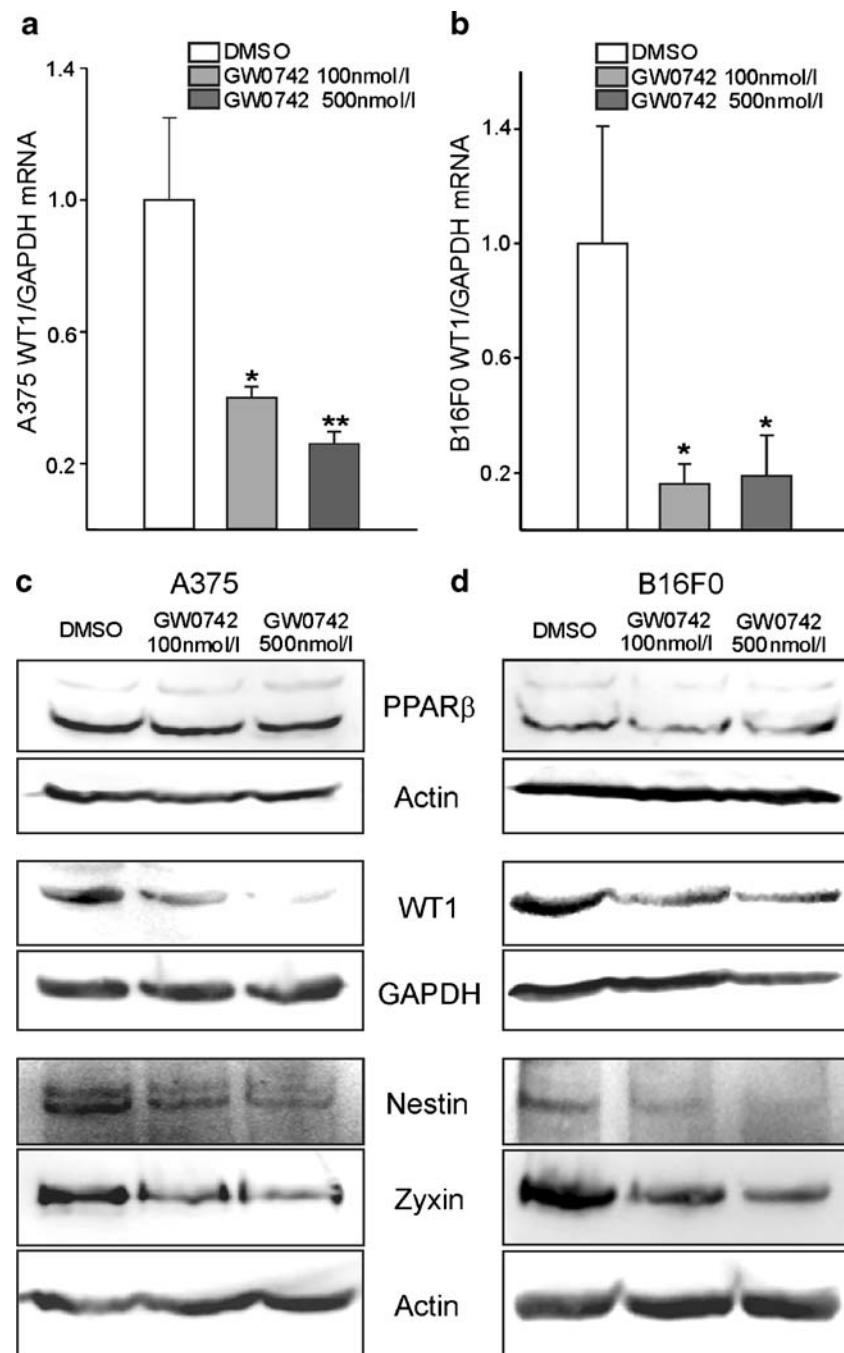 a
DMSO
GW0742 100nmol/l
GW0742 500nmol/l
A375 WT1/GAPDH mRNA
1.4
1.0
0.6
0.2
*
**
b
DMSO
GW0742 100nmol/l
GW0742 500nmol/l
B16F0 WT1/GAPDH mRNA
1.4
1.0
0.6
0.2
*
*
c
A375
DMSO
GW0742
100nmol/l
GW0742
500nmol/l
d
B16F0
DMSO
GW0742
100nmol/l
GW0742
500nmol/l
PPARβ
Actin
WT1
GAPDH
Nestin
Zyxin
Actin